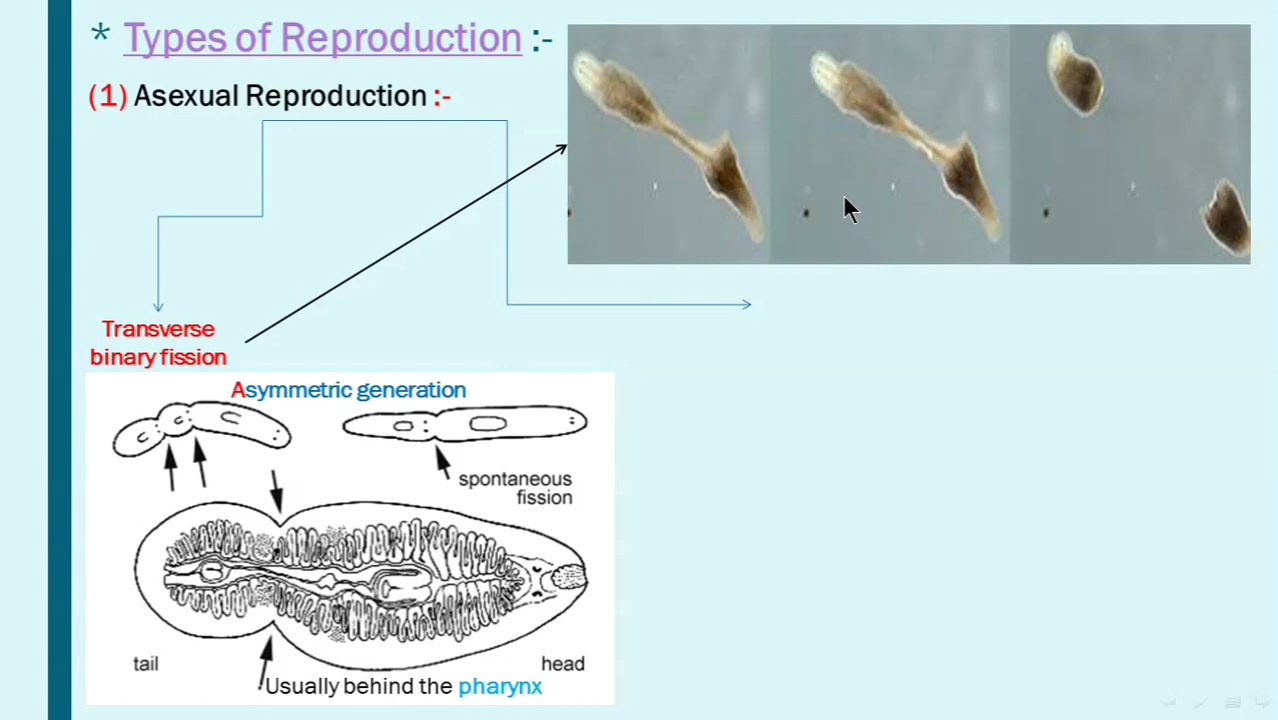 * Types of Reproduction :-
(1) Asexual Reproduction :-
Transverse
binary fission
Asymmetric generation
spontaneous
fission
tail
head
Usually behind the pharynx